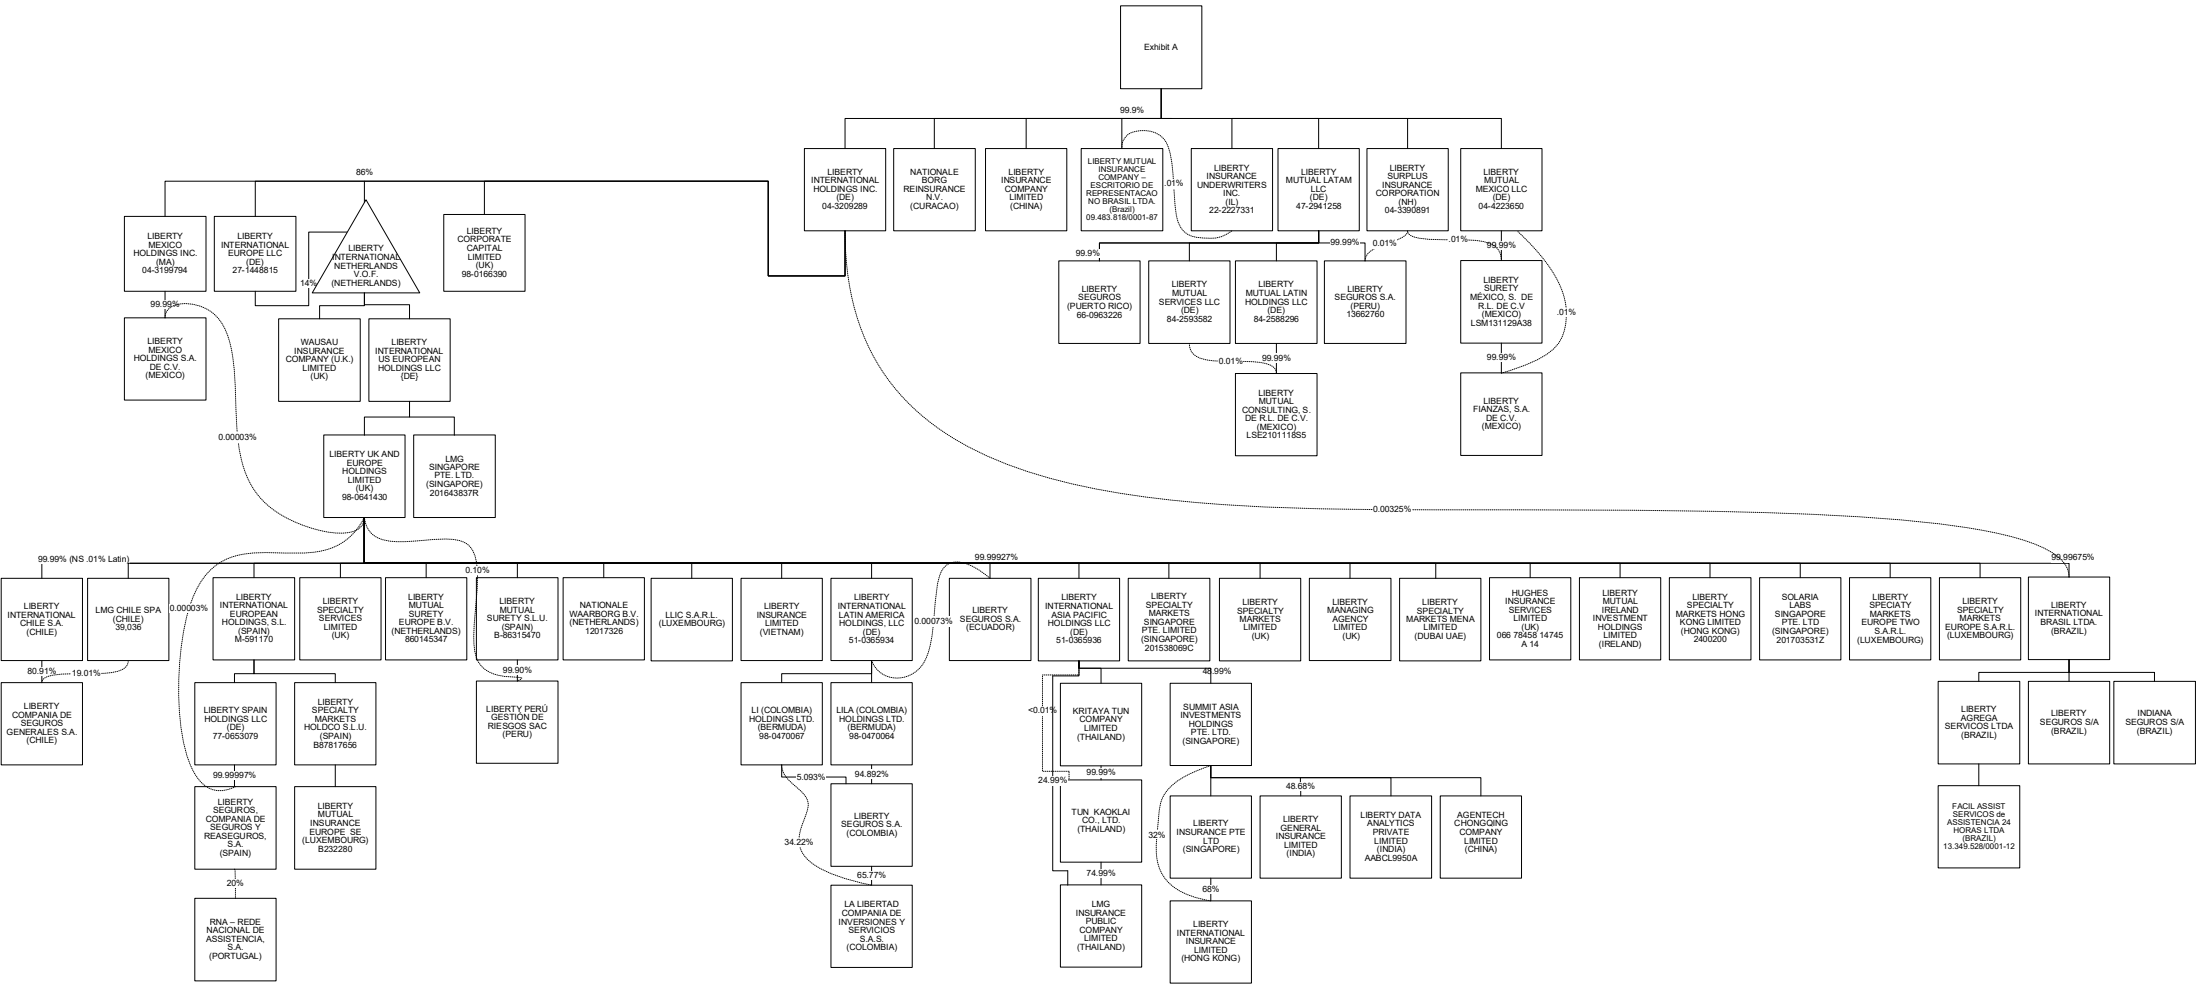 Exhibit A
99.9%
LIBERTY
INTERNATIONAL
HOLDINGS INC.
(DE)
04-3209289
NATIONALE
BORG
REINSURANCE
N.V.
(CURACAO)
LIBERTY
INSURANCE
COMPANY
LIMITED
(CHINA)
LIBERTY MUTUAL
INSURANCE
COMPANY –
ESCRITORIO DE
REPRESENTACAO
NO BRASIL LTDA.
(Brazil)
09.483.818/0001-87
.01%
LIBERTY
INSURANCE
UNDERWRITERS
INC.
(IL)
22-2227331
LIBERTY
MUTUAL LATAM
LLC
(DE)
47-2941258
LIBERTY
SURPLUS
INSURANCE
CORPORATION
(NH)
04-3390891
LIBERTY
MUTUAL
MEXICO LLC
(DE)
04-4223650
86%
LIBERTY
MEXICO
HOLDINGS INC.
(MA)
04-3199794
LIBERTY
INTERNATIONAL
EUROPE LLC
(DE)
27-1448815
14%
LIBERTY
INTERNATIONAL
NETHERLANDS
V.O.F.
(NETHERLANDS)
LIBERTY
CORPORATE
CAPITAL
LIMITED
(UK)
98-0166390
99.9%
99.99%
0.01%
.01%
99.99%
LIBERTY
SEGUROS
(PUERTO RICO)
66-0963226
LIBERTY
MUTUAL
SERVICES LLC
(DE)
84-2593582
LIBERTY
MUTUAL LATIN
HOLDINGS LLC
(DE)
84-2588296
LIBERTY
SEGUROS S.A.
(PERU)
13662760
LIBERTY
SURETY
MÉXICO, S. DE
R.L. DE C.V
(MEXICO)
LSM131129A38
.01%
99.99%
LIBERTY
MEXICO
HOLDINGS S.A.
DE C.V.
(MEXICO)
WAUSAU
INSURANCE
COMPANY (U.K.)
LIMITED
(UK)
LIBERTY
INTERNATIONAL
US EUROPEAN
HOLDINGS LLC
(DE)
0.01%
99.99%
99.99%
LIBERTY
MUTUAL
CONSULTING, S.
DE R.L. DE C.V.
(MEXICO)
LSE2101118S5
LIBERTY
FIANZAS, S.A.
DE C.V.
(MEXICO)
0.00003%
LIBERTY UK AND
EUROPE
HOLDINGS
LIMITED
(UK)
98-0641430
LMG
SINGAPORE
PTE. LTD.
(SINGAPORE)
201643837R
0.00325%
99.99% (NS .01% Latin)
0.10%
99.99927%
99.99675%
LIBERTY
INTERNATIONAL
CHILE S.A.
(CHILE)
LMG CHILE SPA
(CHILE)
39,036
0.00003%
LIBERTY
INTERNATIONAL
EUROPEAN
HOLDINGS, S.L.
(SPAIN)
M-591170
LIBERTY
SPECIALTY
SERVICES
LIMITED
(UK)
LIBERTY
MUTUAL
SURETY
EUROPE B.V.
(NETHERLANDS)
860145347
LIBERTY
MUTUAL
SURETY S.L.U.
(SPAIN)
B-86315470
NATIONALE
WAARBORG B.V.
(NETHERLANDS)
12017326
LLIC S.A.R.L.
(LUXEMBOURG)
LIBERTY
INSURANCE
LIMITED
(VIETNAM)
LIBERTY
INTERNATIONAL
LATIN AMERICA
HOLDINGS, LLC
(DE)
51-0365934
0.00073%
LIBERTY
SEGUROS S.A.
(ECUADOR)
LIBERTY
INTERNATIONAL
ASIA PACIFIC
HOLDINGS LLC
(DE)
51-0365936
LIBERTY
SPECIALTY
MARKETS
SINGAPORE
PTE. LIMITED
(SINGAPORE)
201538069C
LIBERTY
SPECIALTY
MARKETS
LIMITED
(UK)
LIBERTY
MANAGING
AGENCY
LIMITED
(UK)
LIBERTY
SPECIALTY
MARKETS MENA
LIMITED
(DUBAI UAE)
HUGHES
INSURANCE
SERVICES
LIMITED
(UK)
066 78458 14745
A 14
LIBERTY
MUTUAL
IRELAND
INVESTMENT
HOLDINGS
LIMITED
(IRELAND)
LIBERTY
SPECIALTY
MARKETS HONG
KONG LIMITED
(HONG KONG)
2400200
SOLARIA
LABS
SINGAPORE
PTE. LTD
(SINGAPORE)
201703531Z
LIBERTY
SPECIATY
MARKETS
EUROPE TWO
S.A.R.L.
(LUXEMBOURG)
LIBERTY
SPECIALTY
MARKETS
EUROPE S.A.R.L.
(LUXEMBOURG)
LIBERTY
INTERNATIONAL
BRASIL LTDA.
(BRAZIL)
80.91%
19.01%
99.90%
48.99%
LIBERTY
COMPANIA DE
SEGUROS
GENERALES S.A.
(CHILE)
LIBERTY SPAIN
HOLDINGS LLC
(DE)
77-0653079
LIBERTY
SPECIALTY
MARKETS
HOLDCO S.L.U.
(SPAIN)
B87817656
LIBERTY PERÚ
GESTIÓN DE
RIESGOS SAC
(PERU)
LI (COLOMBIA)
HOLDINGS LTD.
(BERMUDA)
98-0470067
LILA (COLOMBIA)
HOLDINGS LTD.
(BERMUDA)
98-0470064
<0.01%
KRITAYA TUN
COMPANY
LIMITED
(THAILAND)
SUMMIT ASIA
INVESTMENTS
HOLDINGS
PTE. LTD.
(SINGAPORE)
LIBERTY
AGREGA
SERVICOS LTDA
(BRAZIL)
LIBERTY
SEGUROS S/A
(BRAZIL)
INDIANA
SEGUROS S/A
(BRAZIL)
99.99997%
5.093%
94.892%
24.99%
99.99%
48.68%
LIBERTY
SEGUROS,
COMPANIA DE
SEGUROS Y
REASEGUROS,
S.A.
(SPAIN)
LIBERTY
MUTUAL
INSURANCE
EUROPE SE
(LUXEMBOURG)
B232280
34.22%
LIBERTY
SEGUROS S.A.
(COLOMBIA)
TUN KAOKLAI
CO., LTD.
(THAILAND)
32%
LIBERTY
INSURANCE PTE
LTD
(SINGAPORE)
LIBERTY
GENERAL
INSURANCE
LIMITED
(INDIA)
LIBERTY DATA
ANALYTICS
PRIVATE
LIMITED
(INDIA)
AABCL9950A
AGENTECH
CHONGQING
COMPANY
LIMITED
(CHINA)
FACIL ASSIST
SERVICOS de
ASSISTENCIA 24
HORAS LTDA
(BRAZIL)
13.349.528/0001-12
20%
65.77%
74.99%
68%
RNA – REDE
NACIONAL DE
ASSISTENCIA,
S.A.
(PORTUGAL)
LA LIBERTAD
COMPANIA DE
INVERSIONES Y
SERVICIOS
S.A.S.
(COLOMBIA)
LMG
INSURANCE
PUBLIC
COMPANY
LIMITED
(THAILAND)
LIBERTY
INTERNATIONAL
INSURANCE
LIMITED
(HONG KONG)